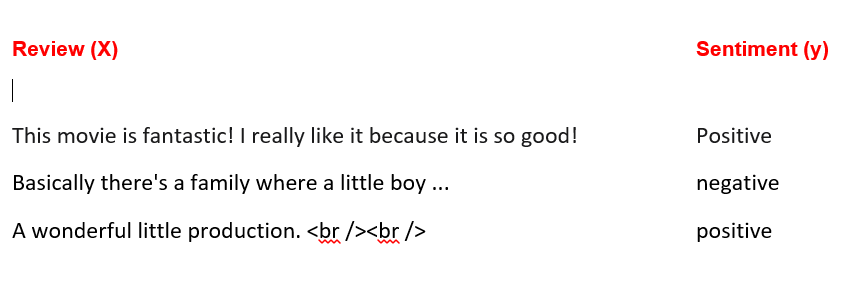 Review (X) Sentiment (y)
This movie is fantastic! I really like it because it is so good! Positive
Basically there's a family where a little boy ... negative
A wonderful little production. <br /><br /> positive